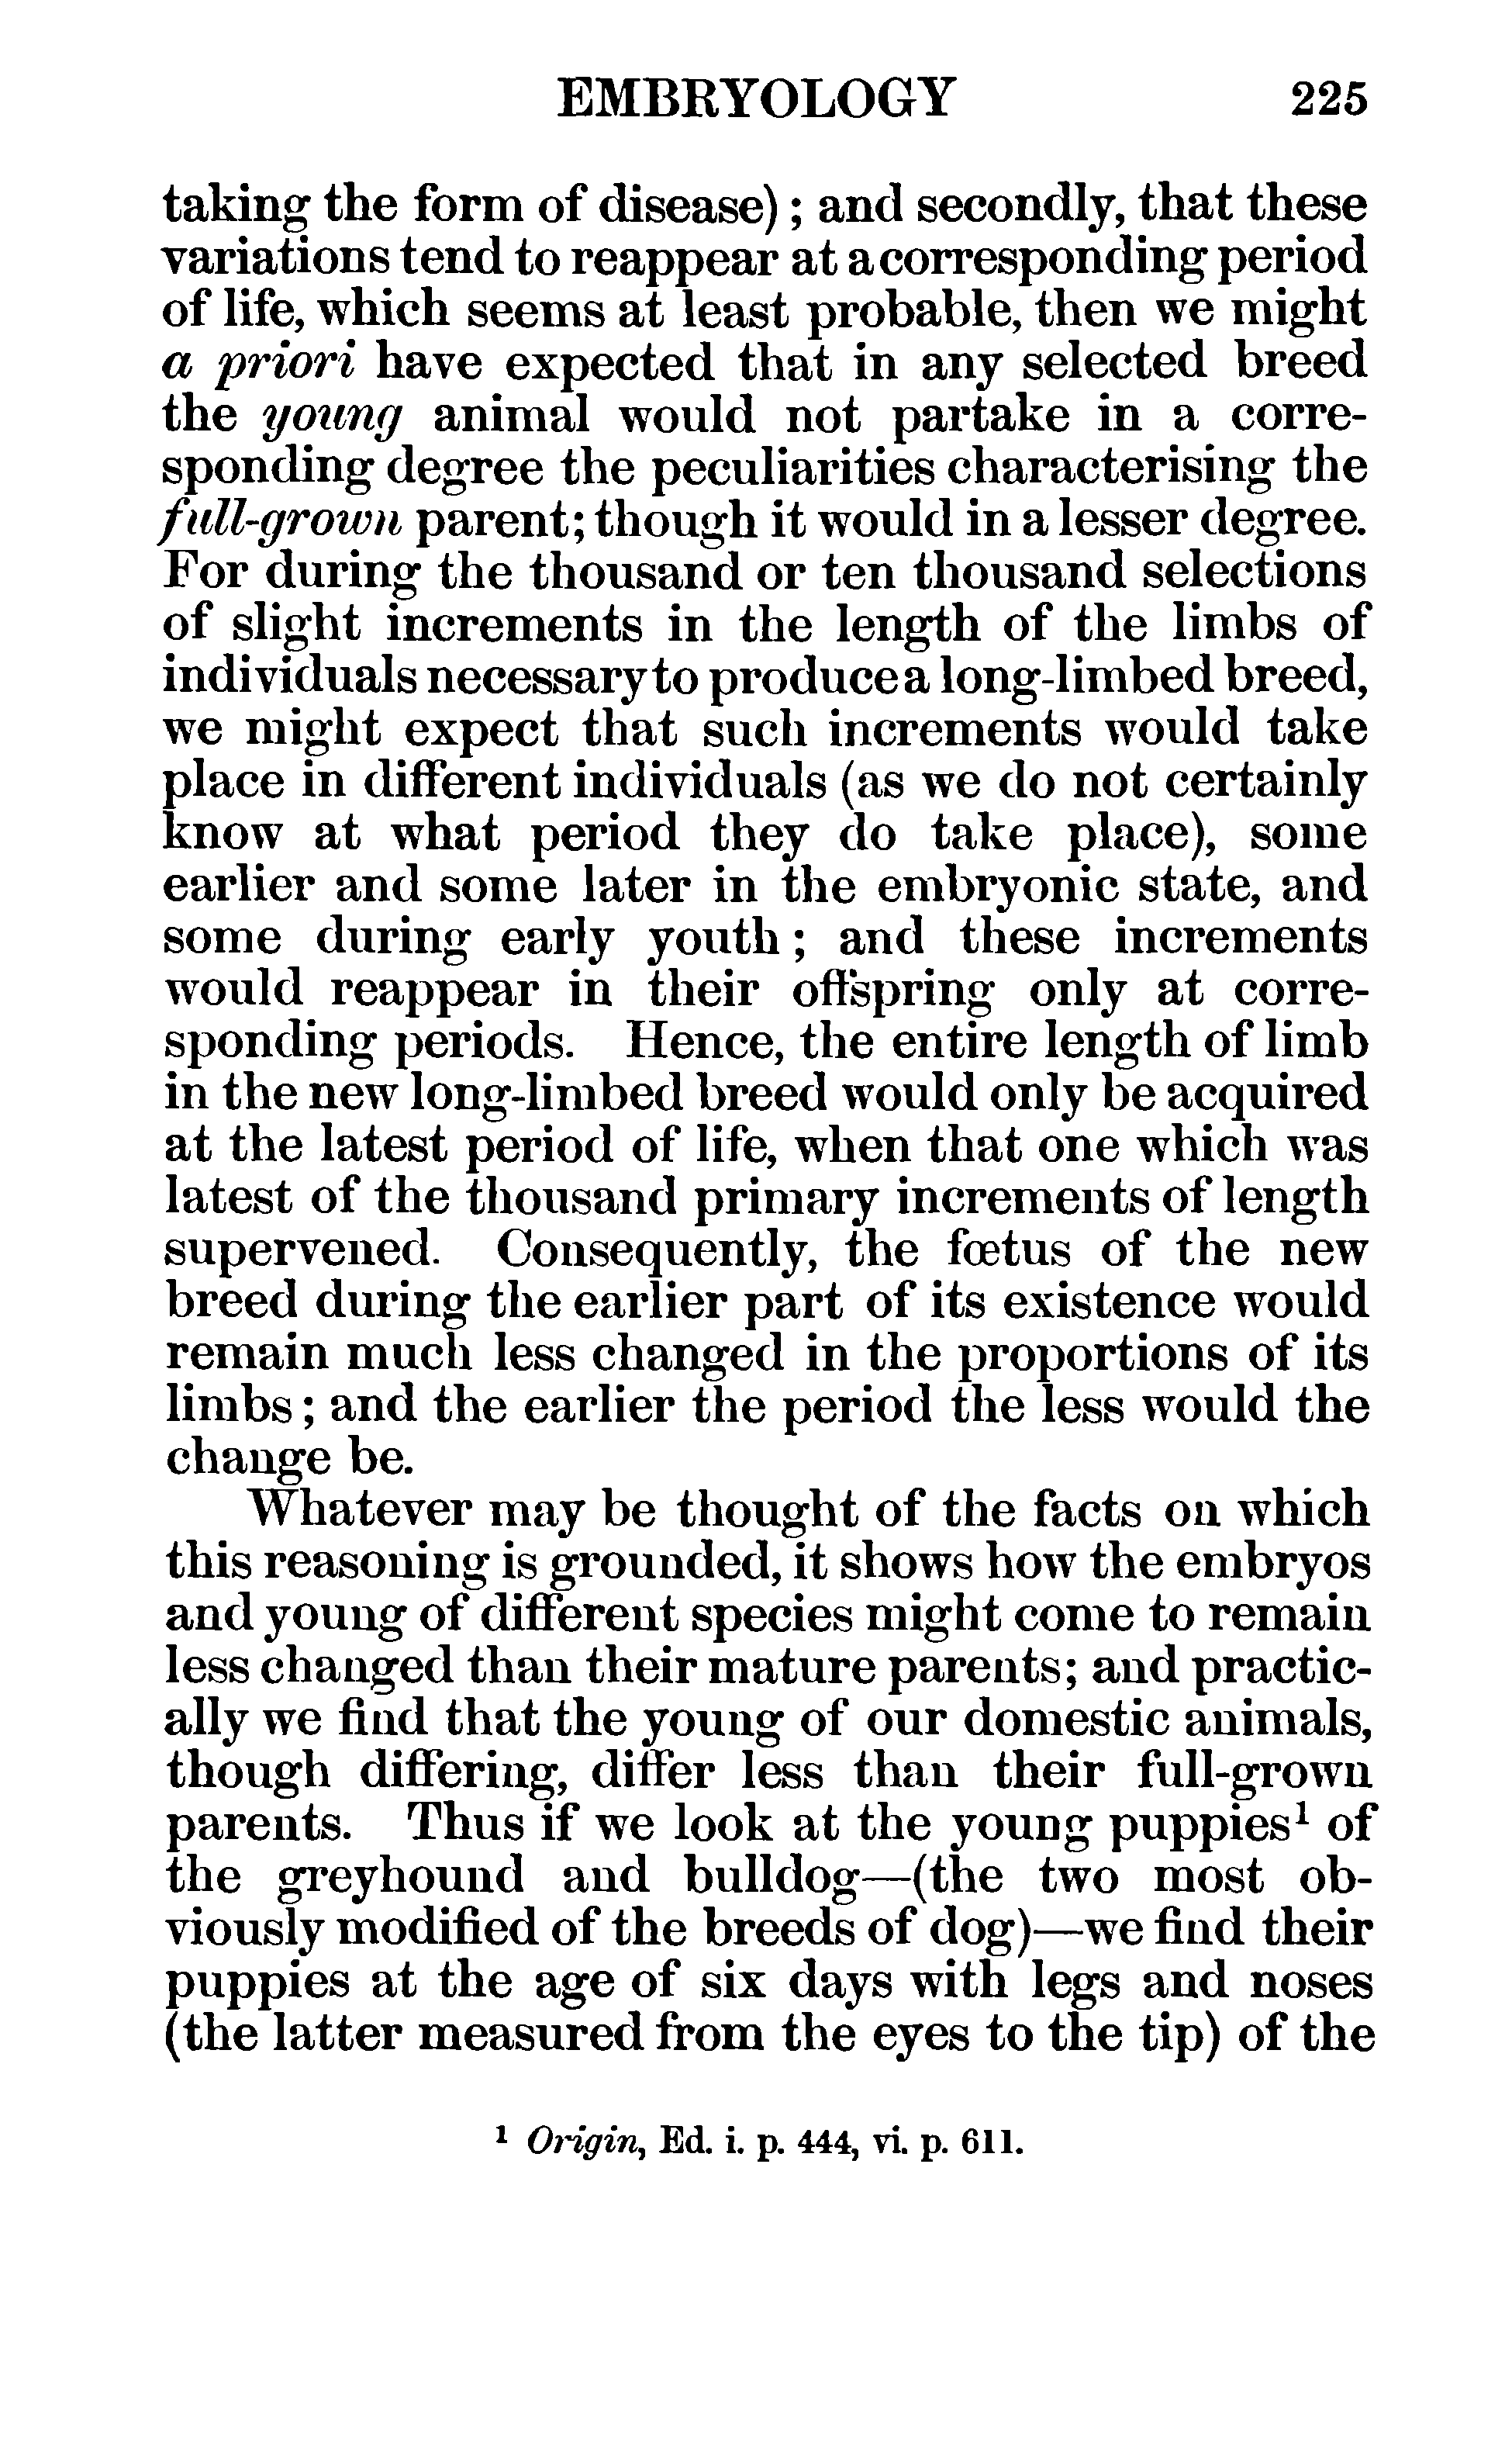 EMBRYOLOGY 225
taking the form of disease) ; and secondly, that these
variations tend to reappear at a corresponding period
of life, which seems at least probable, then we might
a priori have expected that in any selected breed
the young animal would not partake in a corre-
sponding degree the peculiarities characterising the
full-grown parent; though it would in a lesser degree.
For during the thousand or ten thousand selections
of slight increments in the length of the limbs of
individuals necessary to produce a long-limbed breed,
we might expect that such increments would take
place in different individuals (as we do not certainly
know at what period they do take place), some
earlier and some later in the embryonic state, and
some during early youth ; and these increments
would reappear in their offspring only at corre-
sponding periods. Hence, the entire length of limb
in the new long-limbed breed would only be acquired
at the latest period of life, when that one which was
latest of the thousand primary increments of length
supervened. Consequently, the fœtus of the new
breed during the earlier part of its existence would
remain much less changed in the proportions of its
limbs ; and the earlier the period the less would the
change be.
Whatever may be thought of the facts on which
this reasoning is grounded, it shows how the embryos
and young of different species might come to remain
less changed than their mature parents; and practic-
ally we find that the young of our domestic animals,
though differing, differ less than their full-grown
parents. Thus if we look at the young puppies¹ of
the greyhound and bulldog—(the two most ob-
viously modified of the breeds of dog)—we find their
puppies at the age of six days with legs and noses
(the latter measured from the eyes to the tip) of the
¹ Origin, Ed. i. p. 444, vi. p. 611.